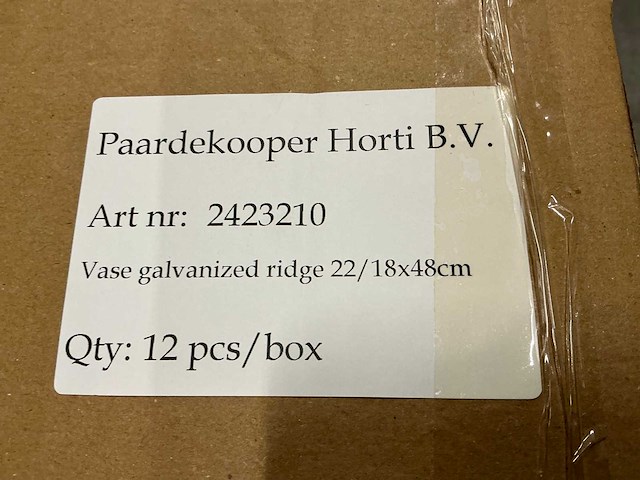 Paardekooper Horti B.V.
Art nr: 2423210
Vase galvanized ridge 22/18x48cm
Qty: 12 pcs/box